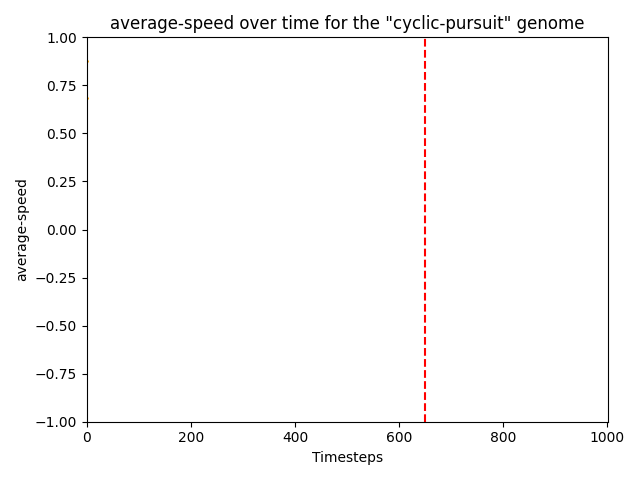 average-speed over time for the "cyclic-pursuit" genome
1.00
0.75
0.50
0.25
0.00
−0.25
−0.50
−0.75
−1.00
average-speed
0 200 400 600 800 1000
Timesteps